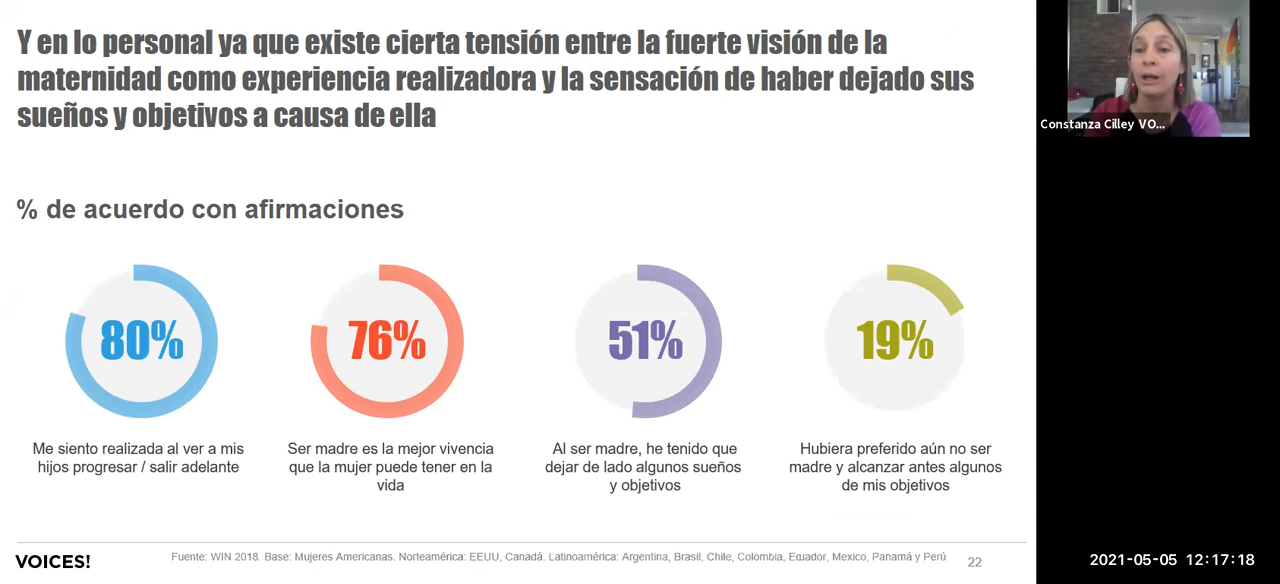 Y en lo personal ya que existe cierta tensión entre la fuerte visión de la
maternidad como experiencia realizadora y la sensación de haber dejado sus
sueños y objetivos a causa de ella
Constanza Cilley VO...
% de acuerdo con afirmaciones
80%
76%
51%
19%
Me siento realizada al ver a mis
hijos progresar / salir adelante
Ser madre es la mejor vivencia
que la mujer puede tener en la
vida
Al ser madre, he tenido que
dejar de lado algunos sueños
y objetivos
Hubiera preferido aún no ser
madre y alcanzar antes algunos
de mis objetivos
VOICES!
Fuente: WIN 2018. Base: Mujeres Americanas. Norteamérica: EEUU, Canadá. Latinoamérica: Argentina, Brasil, Chile, Colombia, Ecuador, Mexico, Panamá y Perú
22
2021-05-05 12:17:18